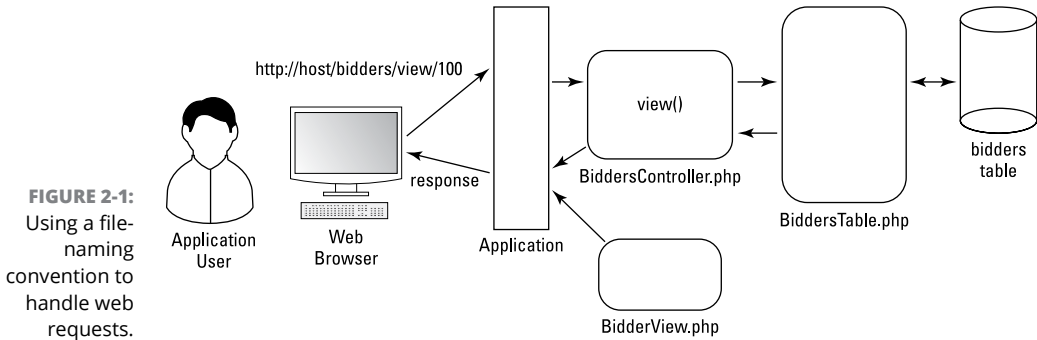 http://host/bidders/view/100
view()
response
BiddersController.php
bidders
table
BiddersTable.php
Application
User
Web
Browser
Application
BidderView.php
FIGURE 2-1:
Using a file-
naming
convention to
handle web
requests.